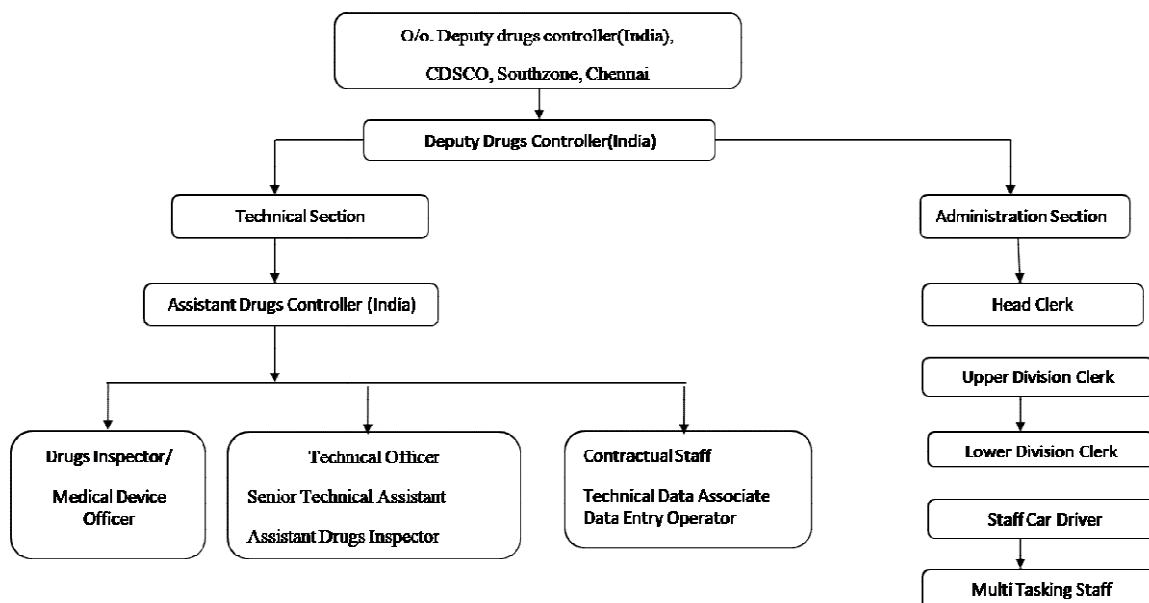 O/o. Deputy drugs controller(India),
CDSCO, Southzone, Chennai
Deputy Drugs Controller(India)
Technical Section
Administration Section
Assistant Drugs Controller (India)
Head Clerk
Upper Division Clerk
Lower Division Clerk
Staff Car Driver
Multi Tasking Staff
Drugs Inspector/
Medical Device
Officer
Technical Officer
Senior Technical Assistant
Assistant Drugs Inspector
Contractual Staff
Technical Data Associate
Data Entry Operator